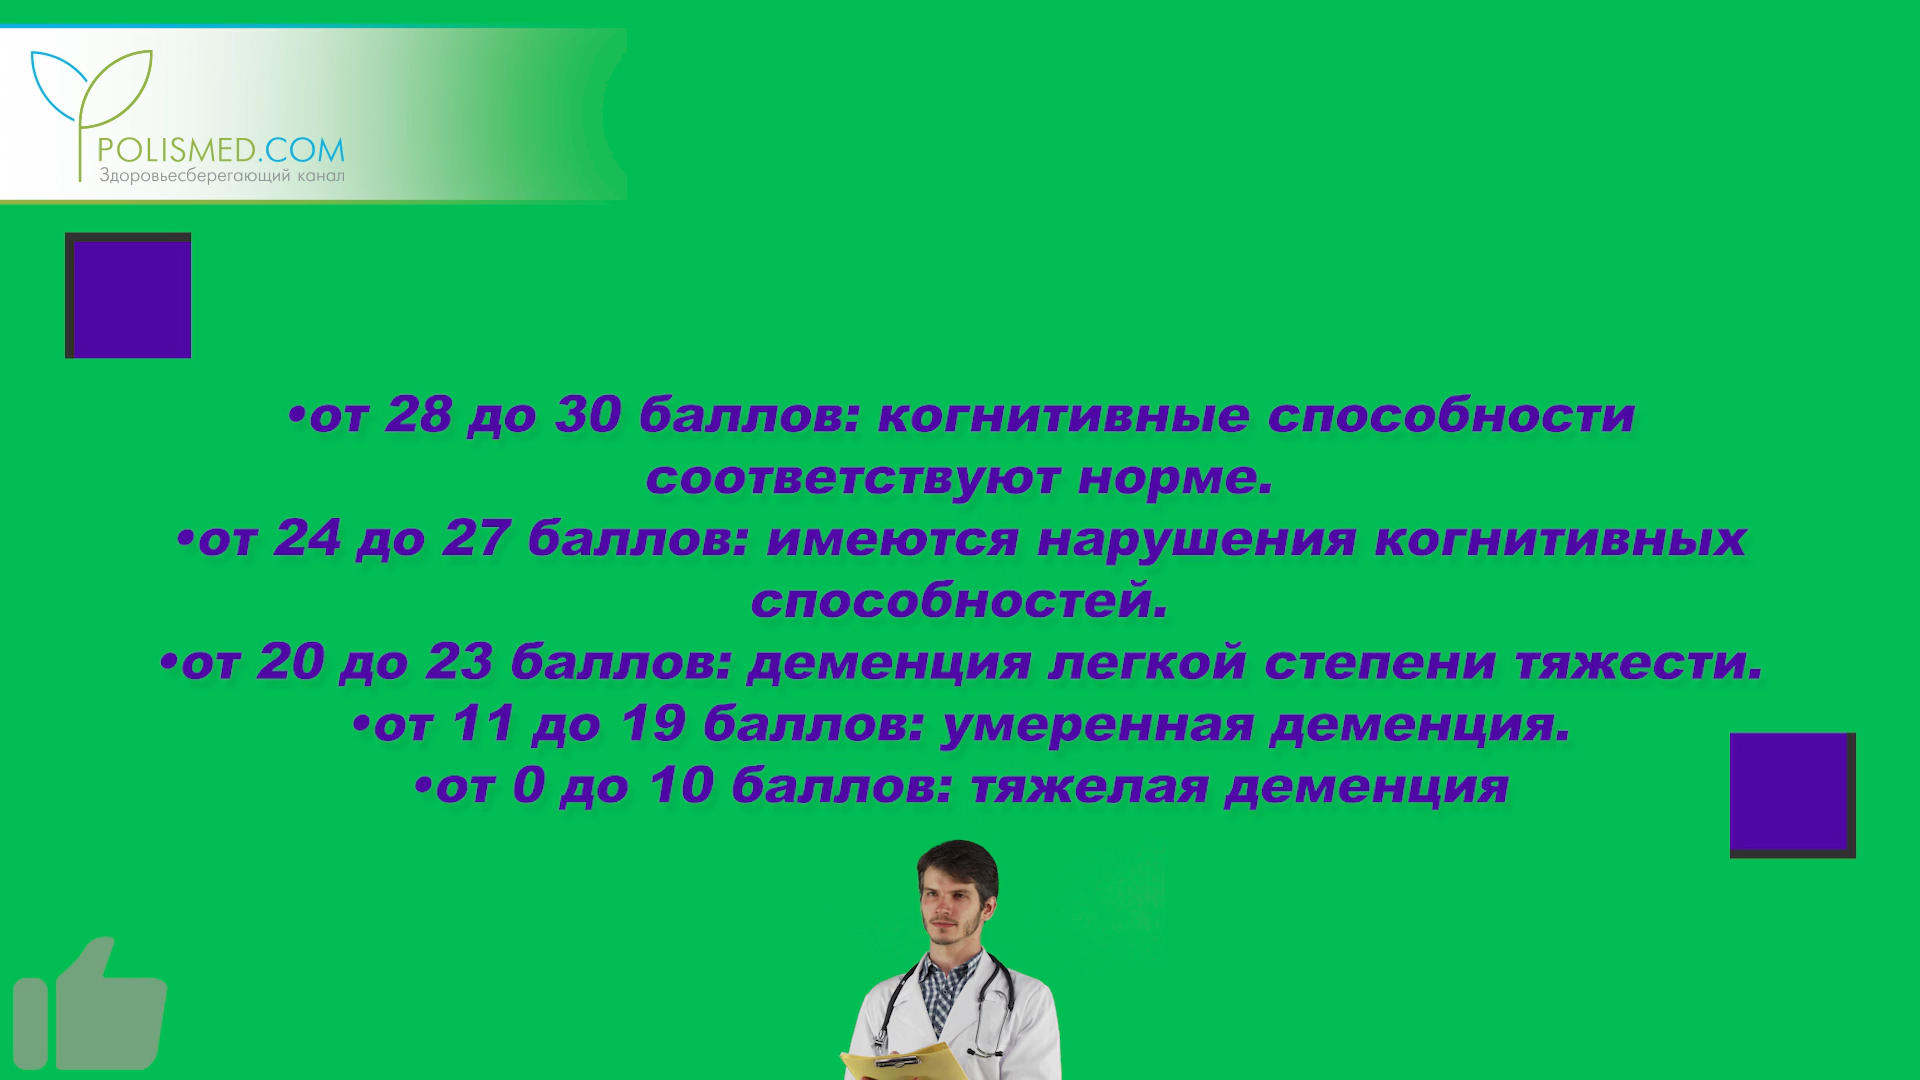 POLISMED.COM
Здоровьесберегающий канал
•от 28 до 30 баллов: когнитивные способности
соответствуют норме.
•от 24 до 27 баллов: имеются нарушения когнитивных
способностей.
•от 20 до 23 баллов: деменция легкой степени тяжести.
•от 11 до 19 баллов: умеренная деменция.
•от 0 до 10 баллов: тяжелая деменция